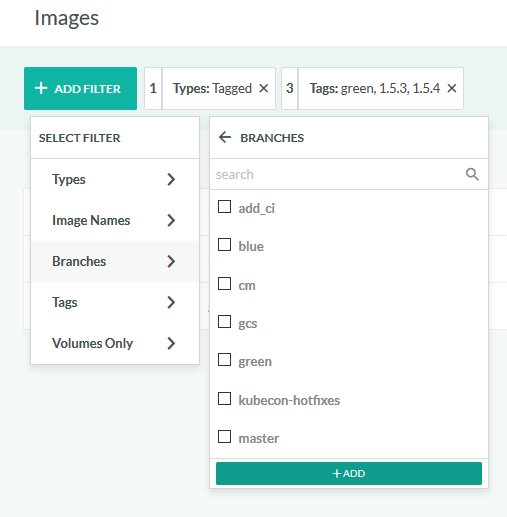 Images
+ ADD FILTER
1 Types: Tagged ×
3 Tags: green, 1.5.3, 1.5.4 ×
SELECT FILTER
Types
Image Names
Branches
Tags
Volumes Only
BRANCHES
search
add_ci
blue
cm
gcs
green
kubecon-hotfixes
master
+ ADD